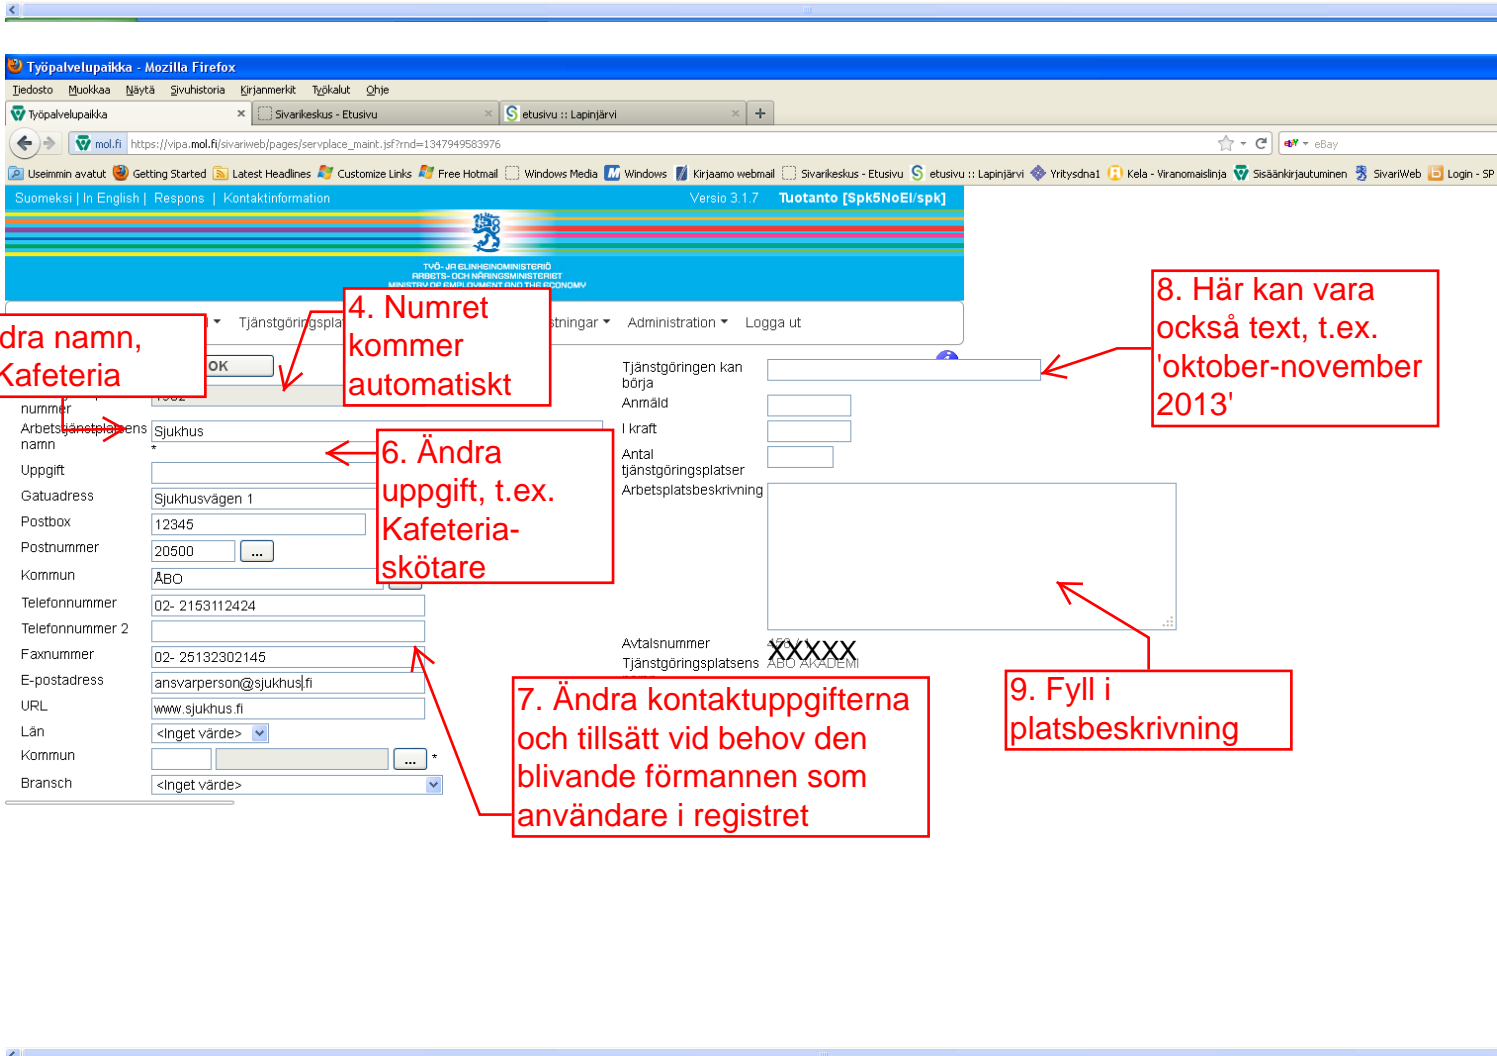 Työpalvelupaikka - Mozilla Firefox
Tiedosto Muokkaa Näytä Sivuhistoria Kirjanmerkit Työkalut Ohje
Työpalvelupaikka Sivarikeskus - Etusivu etusivu :: Lapinjärvi
mol.fi https://vipa.mol.fi/sivariweb/pages/servplace_maint.jsf?rnd=1347949583976 eBay
Useimmin avatut Getting Started Latest Headlines Customize Links Free Hotmail Windows Media Windows Kirjaamo webmail Sivarikeskus - Etusivu etusivu :: Lapinjärvi Yritysdna1 Kela - Viranomaislinja Sisäänkirjautuminen SivariWeb Login - SP
Suomeksi | In English | Respons | Kontaktinformation Versio 3.1.7 Tuotanto [Spk5NoEl/spk]
TYÖ- JA ELINKEINOMINISTERIÖ
ARBETS- OCH NÄRINGSMINISTERIET
MINISTRY OF EMPLOYMENT AND THE ECONOMY
Tjänstgöringspla stningar Administration Logga ut
dra namn,
Kafeteria
4. Numret
kommer
automatiskt
8. Här kan vara
också text, t.ex.
'oktober-november
2013'
OK
nummer 1982
Arbetstjänstplatsens
namn
Sjukhus
*
Uppgift
6. Ändra
uppgift, t.ex.
Kafeteria-
skötare
Gatuadress Sjukhusvägen 1
Postbox 12345
Postnummer 20500 ...
Kommun ÅBO
Telefonnummer 02- 2153112424
Telefonnummer 2
Faxnummer 02- 25132302145
E-postadress ansvarperson@sjukhus.fi
URL www.sjukhus.fi
Län <Inget värde>
Kommun ... *
Bransch <Inget värde>
Tjänstgöringen kan
börja
Anmäld
I kraft
Antal
tjänstgöringsplatser
Arbetsplatsbeskrivning
Avtalsnummer
XXXXX
Tjänstgöringsplatsens ÅBO AKADEMI
7. Ändra kontaktuppgifterna
och tillsätt vid behov den
blivande förmannen som
användare i registret
9. Fyll i
platsbeskrivning